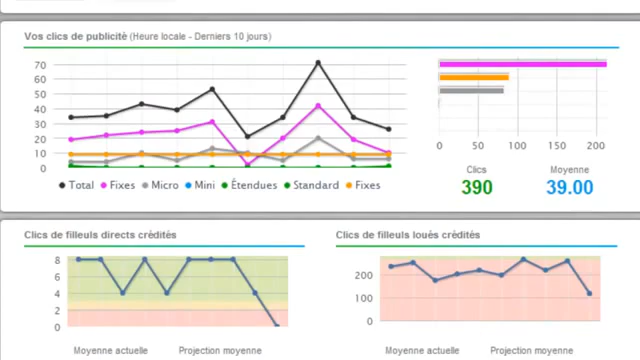 Vos clics de publicité (Heure locale - Derniers 10 jours)
70
60
50
40
30
20
10
0
Total Fixes Micro Mini Étendues Standard Fixes
0 50 100 150 200
Clics Moyenne
390 39.00
Clics de filleuls directs crédités
8
6
4
2
0
Moyenne actuelle Projection moyenne
Clics de filleuls loués crédités
200
100
0
Moyenne actuelle Projection moyenne